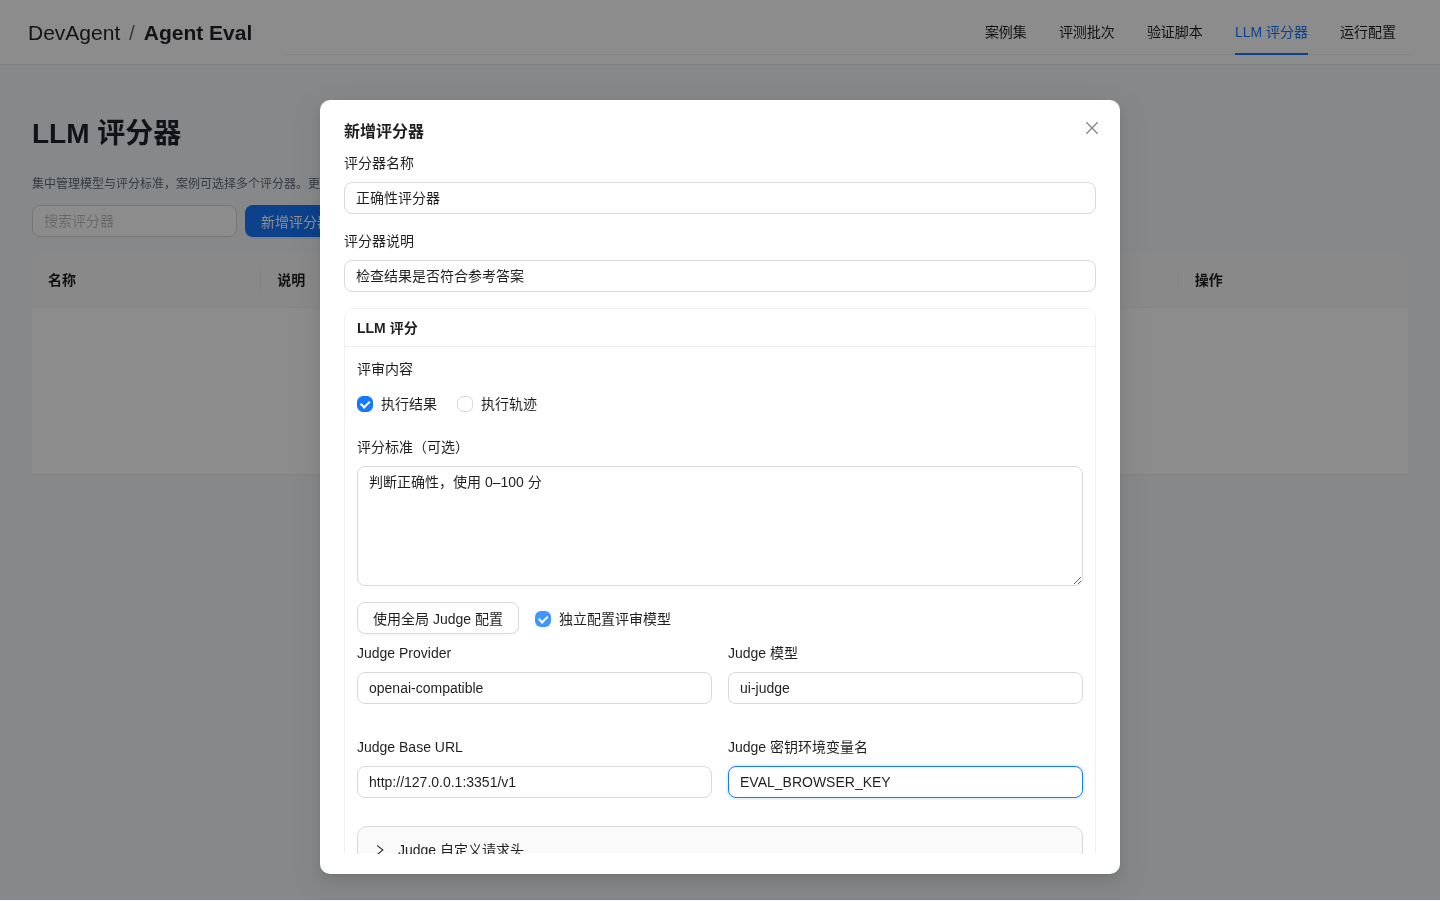 DevAgent / Agent Eval
案例集
评测批次
验证脚本
LLM 评分器
运行配置
LLM 评分器
集中管理模型与评分标准，案例可选择多个评分器。更
搜索评分器
新增评分器
名称
说明
操作
新增评分器
评分器名称
正确性评分器
评分器说明
检查结果是否符合参考答案
LLM 评分
评审内容
执行结果
执行轨迹
评分标准（可选）
判断正确性，使用 0–100 分
使用全局 Judge 配置
独立配置评审模型
Judge Provider
Judge 模型
openai-compatible
ui-judge
Judge Base URL
Judge 密钥环境变量名
http://127.0.0.1:3351/v1
EVAL_BROWSER_KEY
Judge 自定义请求头